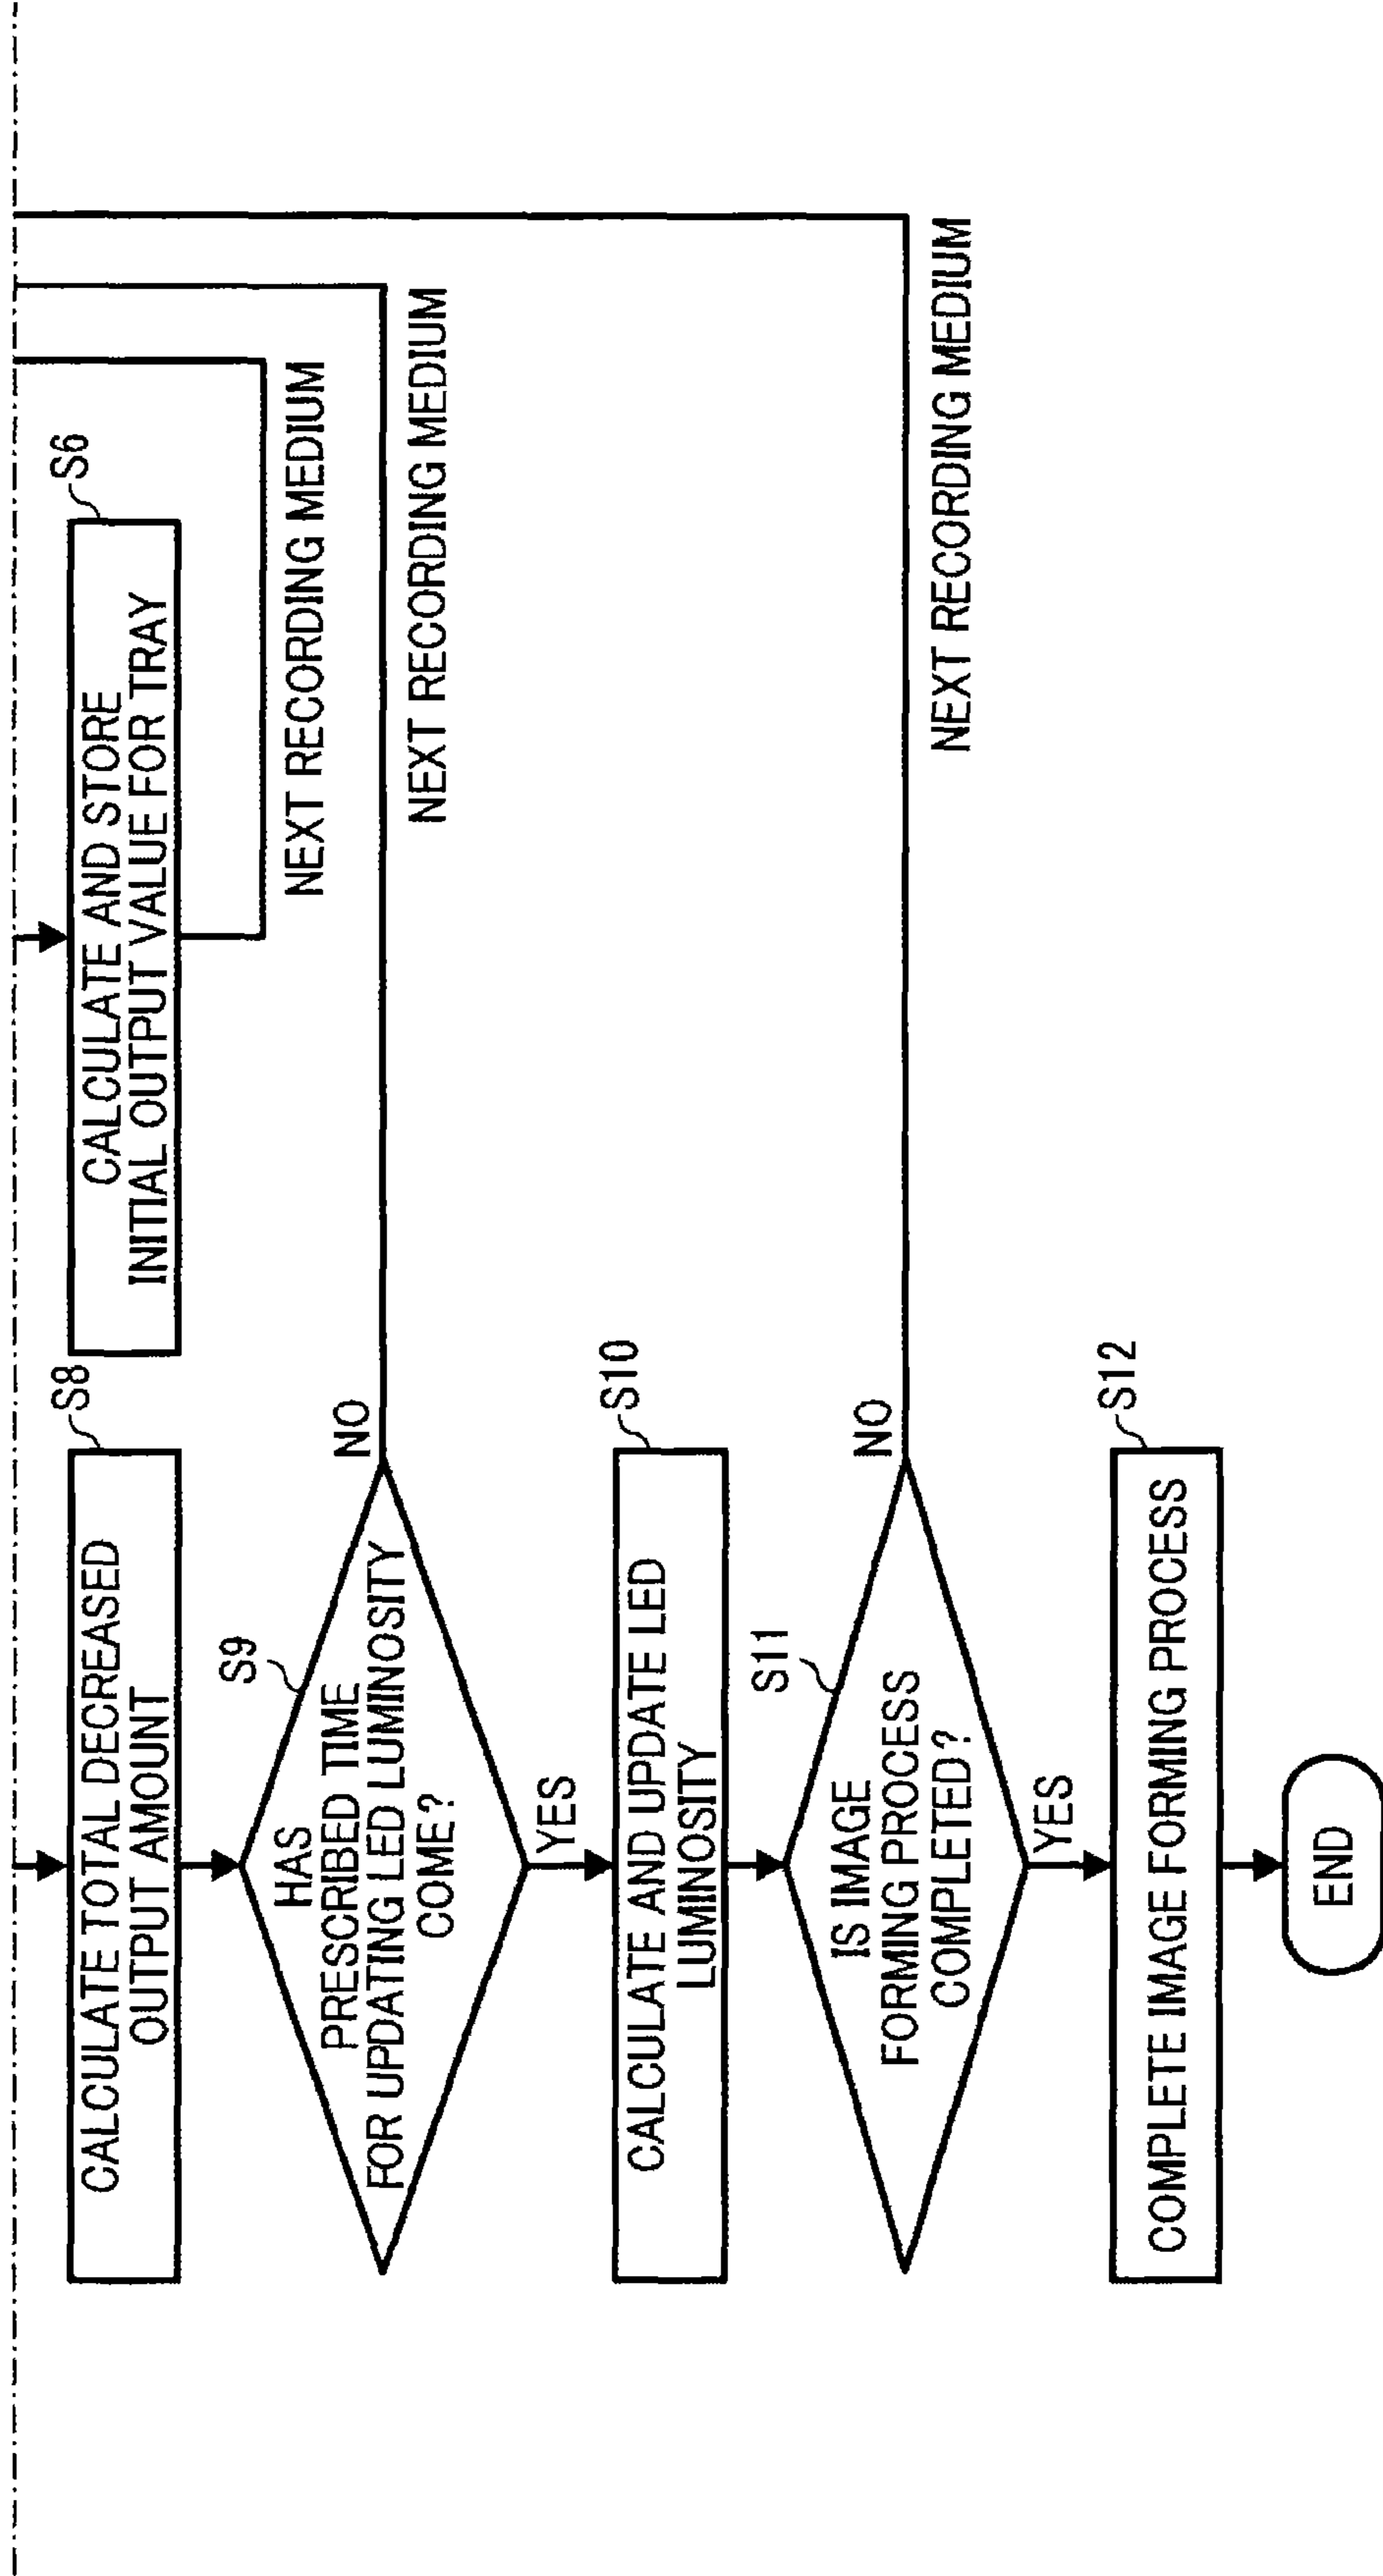 S8
CALCULATE TOTAL DECREASED
OUTPUT AMOUNT
S6
CALCULATE AND STORE
INITIAL OUTPUT VALUE FOR TRAY
NEXT RECORDING MEDIUM
S9
HAS
PRESCRIBED TIME
FOR UPDATING LED LUMINOSITY
COME?
NO
NEXT RECORDING MEDIUM
YES
S10
CALCULATE AND UPDATE LED
LUMINOSITY
S11
IS IMAGE
FORMING PROCESS
COMPLETED?
NO
NEXT RECORDING MEDIUM
YES
S12
COMPLETE IMAGE FORMING PROCESS
END